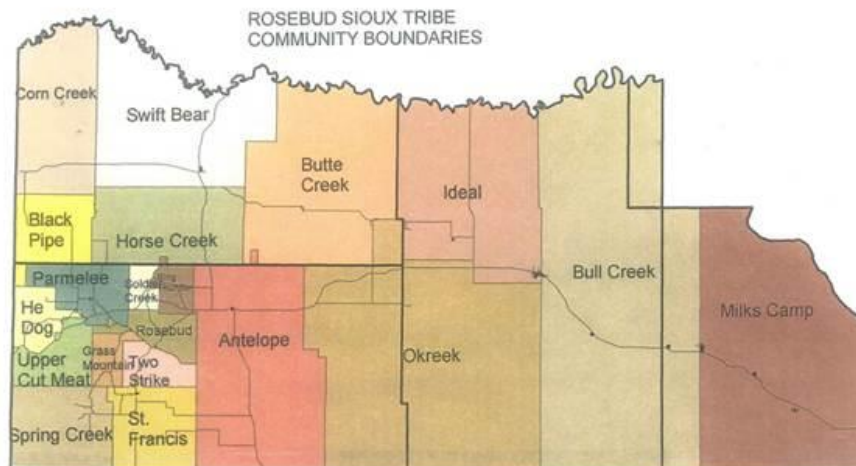 ROSEBUD SIOUX TRIBE
COMMUNITY BOUNDARIES
Corn Creek
Swift Bear
Butte
Creek
Ideal
Black
Pipe
Horse Creek
Bull Creek
Milks Camp
Parmelee
Soldier
Creek
He
Dog
Rosebud
Antelope
Okreek
Upper
Cut Meat
Grass
Mountain
Two
Strike
Spring Creek
St.
Francis